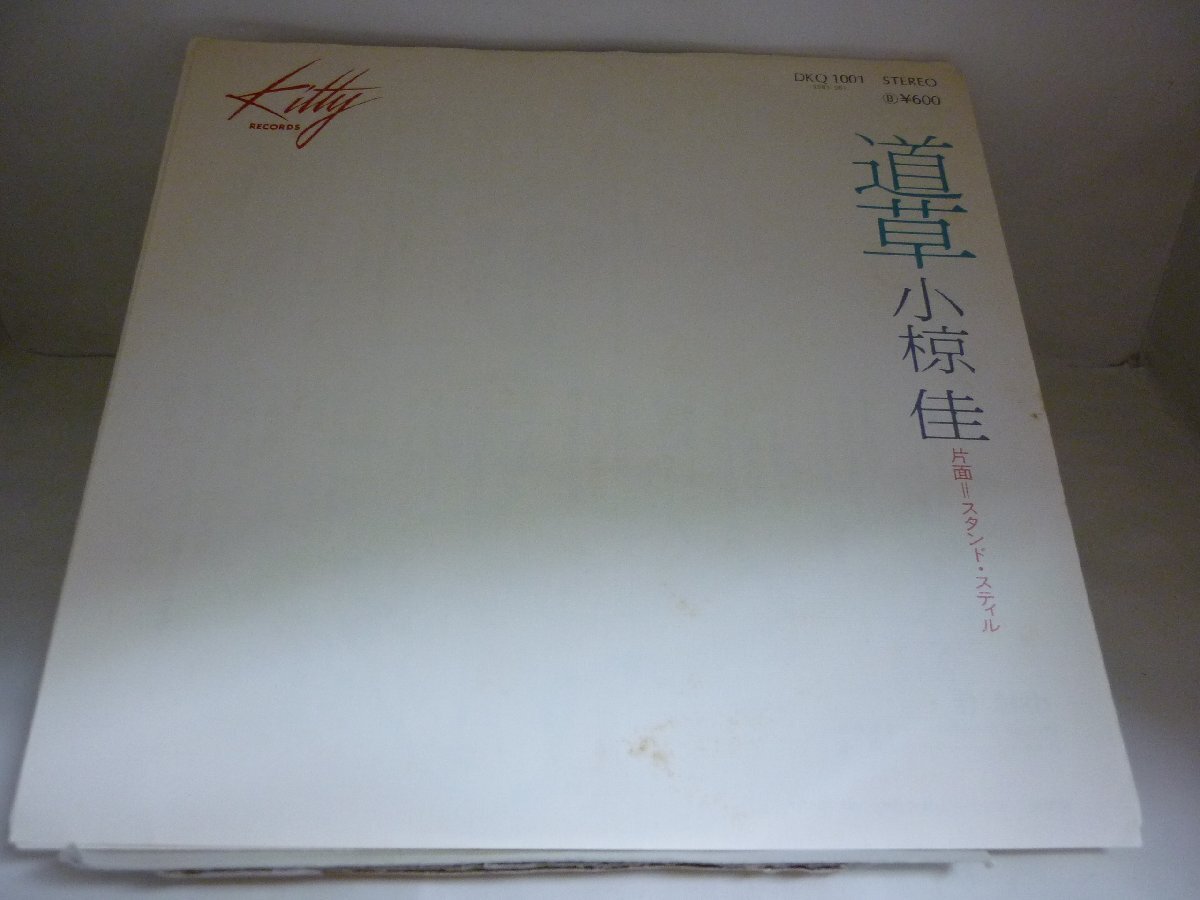 Kitty
RECORDS
DKQ 1001 STEREO
Ⓑ¥600
道草
小椋佳
片面=スタンド・スティル